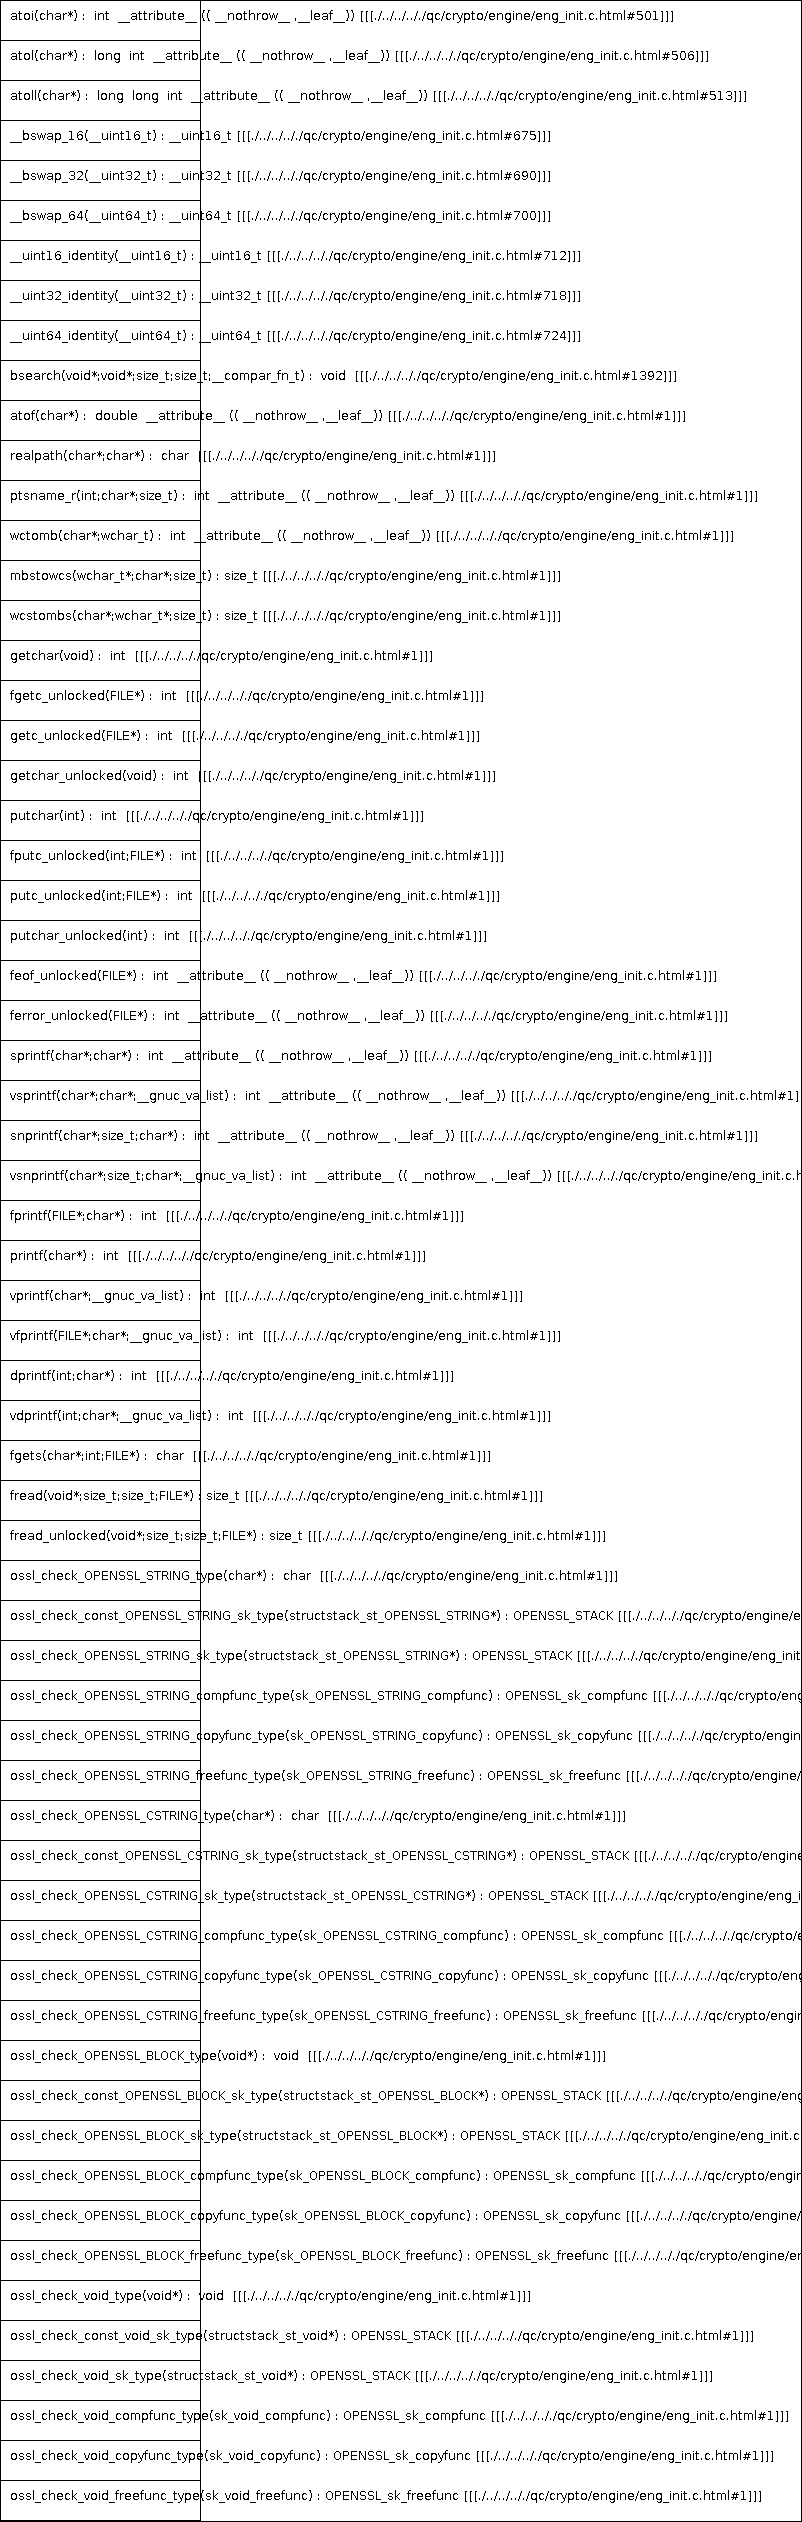 atoi(char*) :  int  __attribute__ (( __nothrow__ ,__leaf__)) [[[./../../../qc/crypto/engine/eng_init.c.html#501]]]
atol(char*) :  long  int  __attribute__ (( __nothrow__ ,__leaf__)) [[[./../../../qc/crypto/engine/eng_init.c.html#506]]]
atoll(char*) :  long  long  int  __attribute__ (( __nothrow__ ,__leaf__)) [[[./../../../../qc/crypto/engine/eng_init.c.html#513]]]
__bswap_16(__uint16_t) : __uint16_t [[[./../../../../qc/crypto/engine/eng_init.c.html#675]]]
__bswap_32(__uint32_t) : __uint32_t [[[./../../../../qc/crypto/engine/eng_init.c.html#690]]]
__bswap_64(__uint64_t) : __uint64_t [[[./../../../../qc/crypto/engine/eng_init.c.html#700]]]
__uint16_identity(__uint16_t) : __uint16_t [[[./../../../../qc/crypto/engine/eng_init.c.html#712]]]
__uint32_identity(__uint32_t) : __uint32_t [[[./../../../../qc/crypto/engine/eng_init.c.html#718]]]
__uint64_identity(__uint64_t) : __uint64_t [[[./../../../../qc/crypto/engine/eng_init.c.html#724]]]
bsearch(void*;void*;size_t;size_t;__compar_fn_t) :  void  [[[./../../../../qc/crypto/engine/eng_init.c.html#1392]]]
atof(char*) :  double  __attribute__ (( __nothrow__ ,__leaf__)) [[[./../../../../qc/crypto/engine/eng_init.c.html#1]]]
realpath(char*;char*) :  char  [[[./../../../../qc/crypto/engine/eng_init.c.html#1]]]
ptsname_r(int;char*;size_t) :  int  __attribute__ (( __nothrow__ ,__leaf__)) [[[./../../../../qc/crypto/engine/eng_init.c.html#1]]]
wctomb(char*;wchar_t) :  int  __attribute__ (( __nothrow__ ,__leaf__)) [[[./../../../../qc/crypto/engine/eng_init.c.html#1]]]
mbstowcs(wchar_t*;char*;size_t) : size_t [[[./../../../../qc/crypto/engine/eng_init.c.html#1]]]
wcstombs(char*;wchar_t*;size_t) : size_t [[[./../../../../qc/crypto/engine/eng_init.c.html#1]]]
getchar(void) :  int  [[[./../../../../qc/crypto/engine/eng_init.c.html#1]]]
fgetc_unlocked(FILE*) :  int  [[[./../../../../qc/crypto/engine/eng_init.c.html#1]]]
getc_unlocked(FILE*) :  int  [[[./../../../../qc/crypto/engine/eng_init.c.html#1]]]
getchar_unlocked(void) :  int  [[[./../../../../qc/crypto/engine/eng_init.c.html#1]]]
putchar(int) :  int  [[[./../../../../qc/crypto/engine/eng_init.c.html#1]]]
fputc_unlocked(int;FILE*) :  int  [[[./../../../../qc/crypto/engine/eng_init.c.html#1]]]
putc_unlocked(int;FILE*) :  int  [[[./../../../../qc/crypto/engine/eng_init.c.html#1]]]
putchar_unlocked(int) :  int  [[[./../../../../qc/crypto/engine/eng_init.c.html#1]]]
feof_unlocked(FILE*) :  int  __attribute__ (( __nothrow__ ,__leaf__)) [[[./../../../../qc/crypto/engine/eng_init.c.html#1]]]
ferror_unlocked(FILE*) :  int  __attribute__ (( __nothrow__ ,__leaf__)) [[[./../../../../qc/crypto/engine/eng_init.c.html#1]]]
sprintf(char*;char*) :  int  __attribute__ (( __nothrow__ ,__leaf__)) [[[./../../../../qc/crypto/engine/eng_init.c.html#1]]]
vsprintf(char*;char*;__gnuc_va_list) :  int  __attribute__ (( __nothrow__ ,__leaf__)) [[[./../../../../qc/crypto/engine/eng_init.c.html#1]
snprintf(char*;size_t;char*) :  int  __attribute__ (( __nothrow__ ,__leaf__)) [[[./../../../../qc/crypto/engine/eng_init.c.html#1]]]
vsnprintf(char*;size_t;char*;__gnuc_va_list) :  int  __attribute__ (( __nothrow__ ,__leaf__)) [[[./../../../../qc/crypto/engine/eng_init.c.h
fprintf(FILE*;char*) :  int  [[[./../../../../qc/crypto/engine/eng_init.c.html#1]]]
printf(char*) :  int  [[[./../../../../qc/crypto/engine/eng_init.c.html#1]]]
vprintf(char*;__gnuc_va_list) :  int  [[[./../../../../qc/crypto/engine/eng_init.c.html#1]]]
vfprintf(FILE*;char*;__gnuc_va_list) :  int  [[[./../../../../qc/crypto/engine/eng_init.c.html#1]]]
dprintf(int;char*) :  int  [[[./../../../../qc/crypto/engine/eng_init.c.html#1]]]
vdprintf(int;char*;__gnuc_va_list) :  int  [[[./../../../../qc/crypto/engine/eng_init.c.html#1]]]
fgets(char*;int;FILE*) :  char  [[[./../../../../qc/crypto/engine/eng_init.c.html#1]]]
fread(void*;size_t;size_t;FILE*) : size_t [[[./../../../../qc/crypto/engine/eng_init.c.html#1]]]
fread_unlocked(void*;size_t;size_t;FILE*) : size_t [[[./../../../../qc/crypto/engine/eng_init.c.html#1]]]
ossl_check_OPENSSL_STRING_type(char*) :  char  [[[./../../../../qc/crypto/engine/eng_init.c.html#1]]]
ossl_check_const_OPENSSL_STRING_sk_type(structstack_st_OPENSSL_STRING*) : OPENSSL_STACK [[[./../../../../qc/crypto/engine/e
ossl_check_OPENSSL_STRING_sk_type(structstack_st_OPENSSL_STRING*) : OPENSSL_STACK [[[./../../../../qc/crypto/engine/eng_init
ossl_check_OPENSSL_STRING_compfunc_type(sk_OPENSSL_STRING_compfunc) : OPENSSL_sk_compfunc [[[./../../../../qc/crypto/eng
ossl_check_OPENSSL_STRING_copyfunc_type(sk_OPENSSL_STRING_copyfunc) : OPENSSL_sk_copyfunc [[[./../../../../qc/crypto/engin
ossl_check_OPENSSL_STRING_freefunc_type(sk_OPENSSL_STRING_freefunc) : OPENSSL_sk_freefunc [[[./../../../../qc/crypto/engine/
ossl_check_OPENSSL_CSTRING_type(char*) :  char  [[[./../../../../qc/crypto/engine/eng_init.c.html#1]]]
ossl_check_const_OPENSSL_CSTRING_sk_type(structstack_st_OPENSSL_CSTRING*) : OPENSSL_STACK [[[./../../../../qc/crypto/engine
ossl_check_OPENSSL_CSTRING_sk_type(structstack_st_OPENSSL_CSTRING*) : OPENSSL_STACK [[[./../../../../qc/crypto/engine/eng_i
ossl_check_OPENSSL_CSTRING_compfunc_type(sk_OPENSSL_CSTRING_compfunc) : OPENSSL_sk_compfunc [[[./../../../../qc/crypto/e
ossl_check_OPENSSL_CSTRING_copyfunc_type(sk_OPENSSL_CSTRING_copyfunc) : OPENSSL_sk_copyfunc [[[./../../../../qc/crypto/eng
ossl_check_OPENSSL_CSTRING_freefunc_type(sk_OPENSSL_CSTRING_freefunc) : OPENSSL_sk_freefunc [[[./../../../../qc/crypto/engin
ossl_check_OPENSSL_BLOCK_type(void*) :  void  [[[./../../../../qc/crypto/engine/eng_init.c.html#1]]]
ossl_check_const_OPENSSL_BLOCK_sk_type(structstack_st_OPENSSL_BLOCK*) : OPENSSL_STACK [[[./../../../../qc/crypto/engine/eng
ossl_check_OPENSSL_BLOCK_sk_type(structstack_st_OPENSSL_BLOCK*) : OPENSSL_STACK [[[./../../../../qc/crypto/engine/eng_init.c
ossl_check_OPENSSL_BLOCK_compfunc_type(sk_OPENSSL_BLOCK_compfunc) : OPENSSL_sk_compfunc [[[./../../../../qc/crypto/engin
ossl_check_OPENSSL_BLOCK_copyfunc_type(sk_OPENSSL_BLOCK_copyfunc) : OPENSSL_sk_copyfunc [[[./../../../../qc/crypto/engine/
ossl_check_OPENSSL_BLOCK_freefunc_type(sk_OPENSSL_BLOCK_freefunc) : OPENSSL_sk_freefunc [[[./../../../../qc/crypto/engine/en
ossl_check_void_type(void*) :  void  [[[./../../../../qc/crypto/engine/eng_init.c.html#1]]]
ossl_check_const_void_sk_type(structstack_st_void*) : OPENSSL_STACK [[[./../../../../qc/crypto/engine/eng_init.c.html#1]]]
ossl_check_void_sk_type(structstack_st_void*) : OPENSSL_STACK [[[./../../../../qc/crypto/engine/eng_init.c.html#1]]]
ossl_check_void_compfunc_type(sk_void_compfunc) : OPENSSL_sk_compfunc [[[./../../../../qc/crypto/engine/eng_init.c.html#1]]]
ossl_check_void_copyfunc_type(sk_void_copyfunc) : OPENSSL_sk_copyfunc [[[./../../../../qc/crypto/engine/eng_init.c.html#1]]]
ossl_check_void_freefunc_type(sk_void_freefunc) : OPENSSL_sk_freefunc [[[./../../../../qc/crypto/engine/eng_init.c.html#1]]]